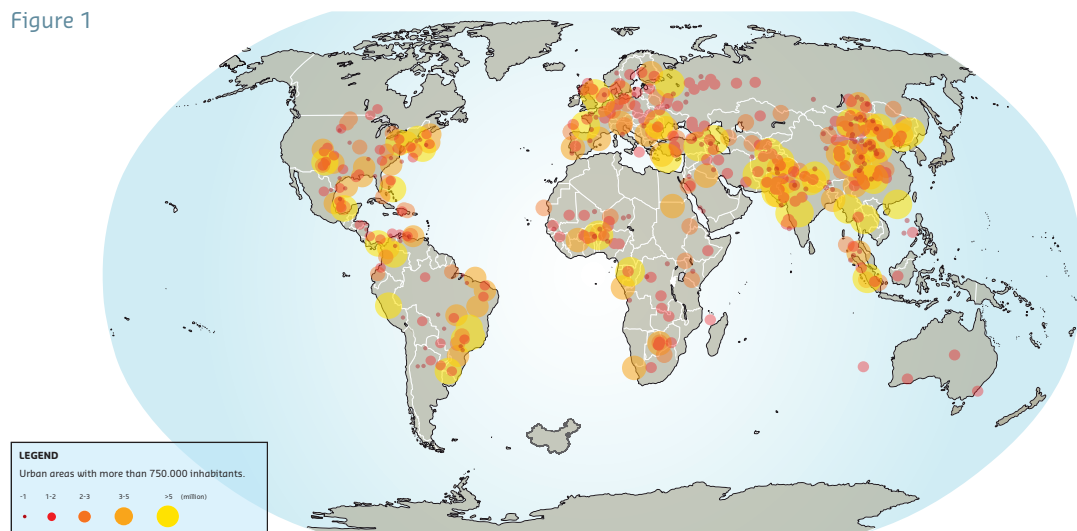 Figure 1
LEGEND
Urban areas with more than 750.000 inhabitants.
-1 1-2 2-3 3-5 >5 (million)